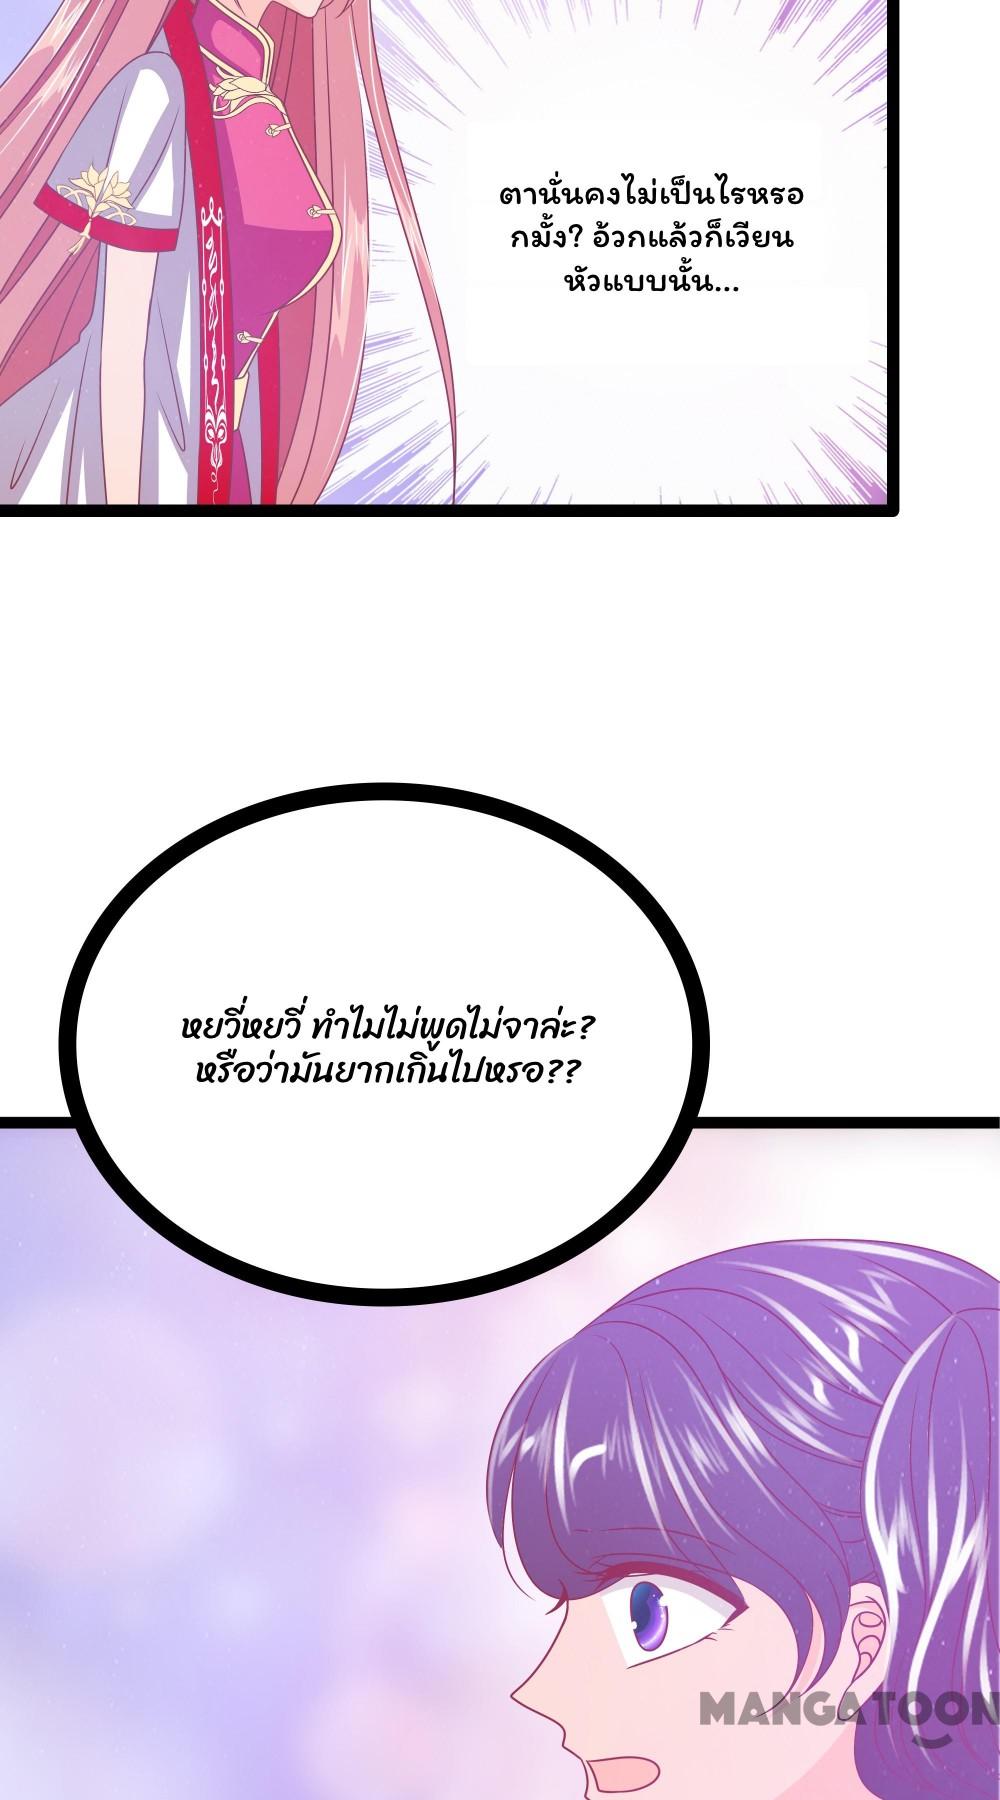 ตานั่นคงไม่เป็นไรหรอ
กมั้ง? อ้วกแล้วก็เวียน
หัวแบบนั้น...
หยวี่หยวี่ ทำไมไม่พูดไม่จาล่ะ?
หรือว่ามันยากเกินไปหรอ??
MANGATOON